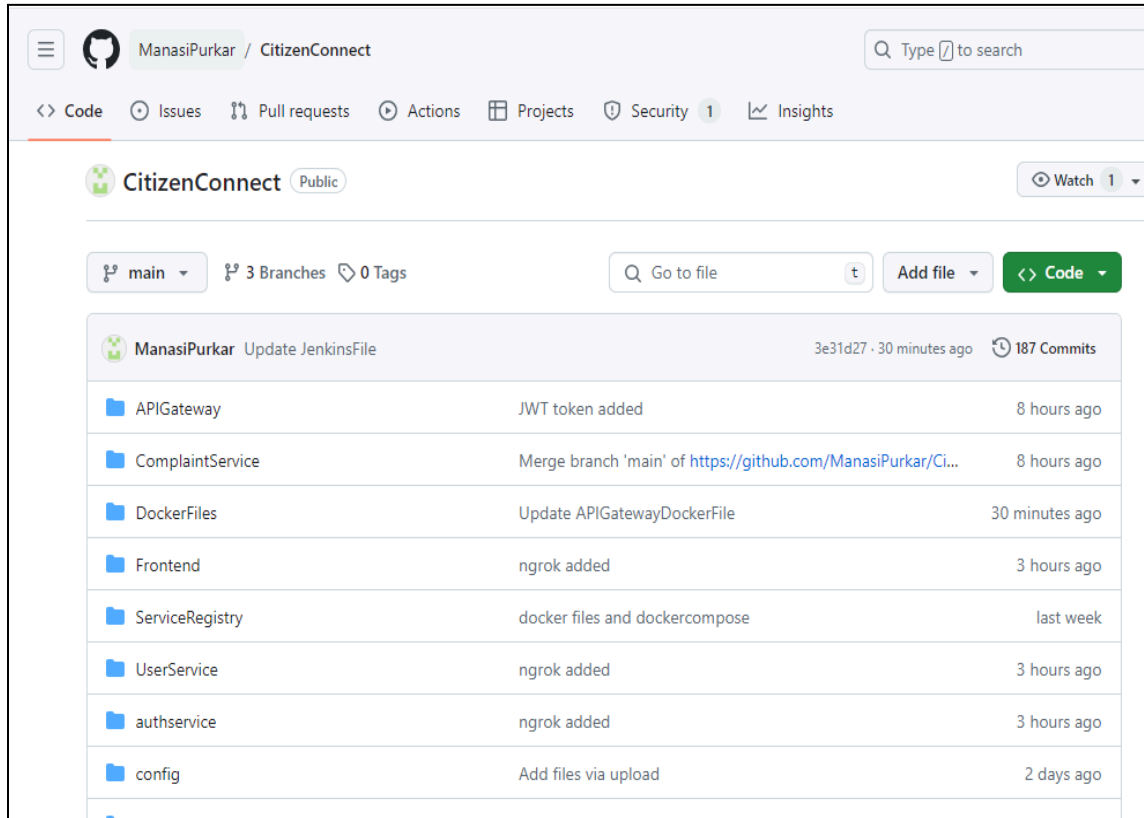 ManasiPurkar / CitizenConnect Type / to search
Code Issues Pull requests Actions Projects Security 1 Insights
CitizenConnect Public Watch 1
main 3 Branches 0 Tags Go to file t Add file Code
ManasiPurkar Update JenkinsFile 3e31d27 · 30 minutes ago 187 Commits
APIGateway JWT token added 8 hours ago
ComplaintService Merge branch 'main' of https://github.com/ManasiPurkar/Ci... 8 hours ago
DockerFiles Update APIGatewayDockerFile 30 minutes ago
Frontend ngrok added 3 hours ago
ServiceRegistry docker files and dockercompose last week
UserService ngrok added 3 hours ago
authservice ngrok added 3 hours ago
config Add files via upload 2 days ago